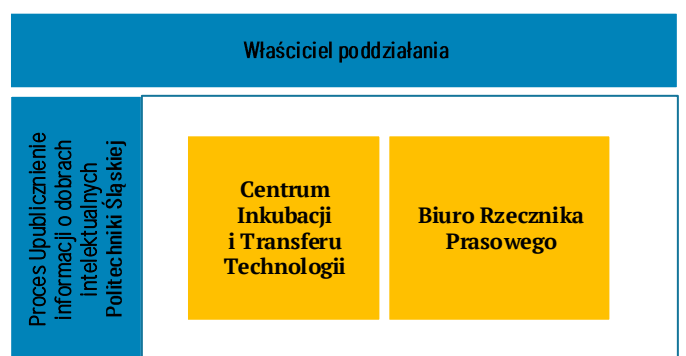 Właściciel poddziałania
Proces Upublicznienie
informacji o dobrach
Intelektualnych
Politechniki Śląskiej
Centrum
Inkubacji
i Transferu
Technologii
Biuro Rzecznika
Prasowego